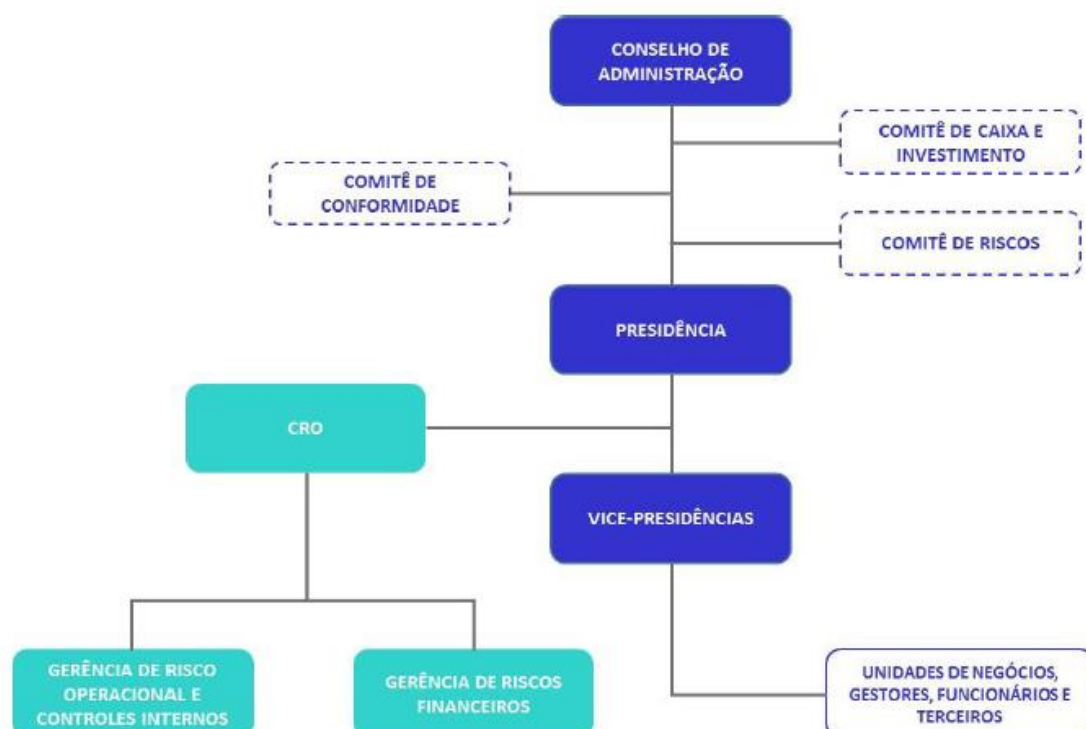 CONSELHO DE
ADMINISTRAÇÃO
COMITÊ DE CAIXA E
INVESTIMENTO
COMITÊ DE
CONFORMIDADE
COMITÊ DE RISCOS
PRESIDÊNCIA
CRO
VICE-PRESIDÊNCIAS
GERÊNCIA DE RISCO
OPERACIONAL E
CONTROLES INTERNOS
GERÊNCIA DE RISCOS
FINANCEIROS
UNIDADES DE NEGÓCIOS,
GESTORES, FUNCIONÁRIOS E
TERCEIROS